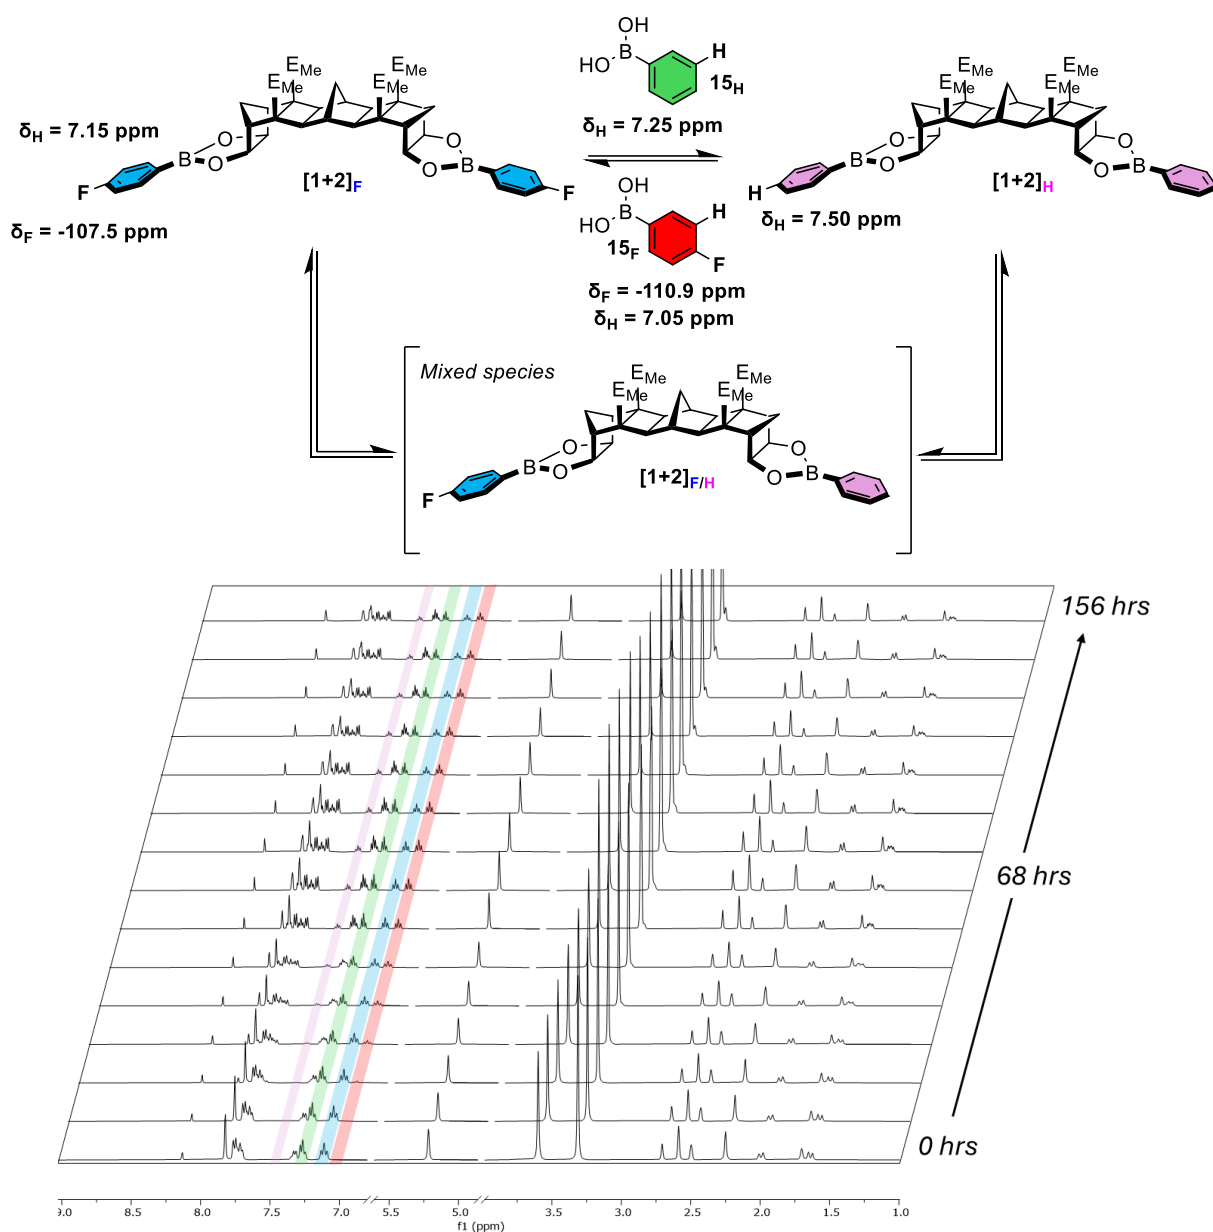 OH
HO B H
15H
δH = 7.25 ppm
EMe EMe
EMe EMe
δH = 7.15 ppm
B O O
O O B
F F
[1+2]F
δF = -107.5 ppm
OH
HO B H
15F
F
δF = -110.9 ppm
δH = 7.05 ppm
EMe EMe
EMe EMe
B O O
O O B
H
[1+2]H
δH = 7.50 ppm
Mixed species
EMe EMe
EMe EMe
B O O
O O B
F
[1+2]F/H
156 hrs
68 hrs
0 hrs
9.0 8.5 8.0 7.5 7.0 5.0 3.5 3.0 2.5 2.0 1.5 1.0
f1 (ppm)